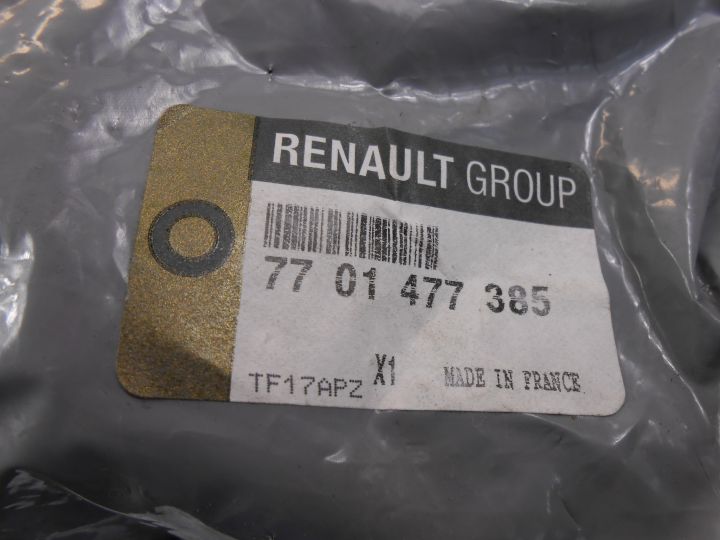 RENAULT GROUP
77 01 477 385
TF17APZ X1 MADE IN FRANCE